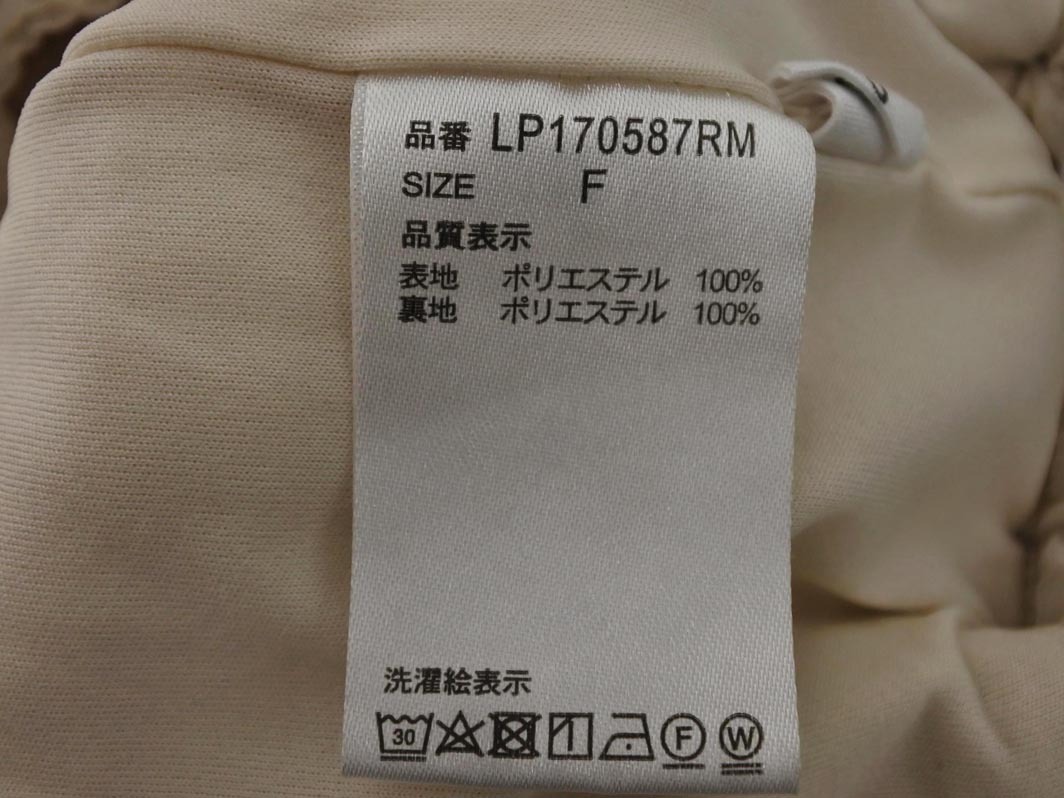 品番 LP170587RM
SIZE F
品質表示
表地 ポリエステル 100%
裏地 ポリエステル 100%
洗濯絵表示
30 F W